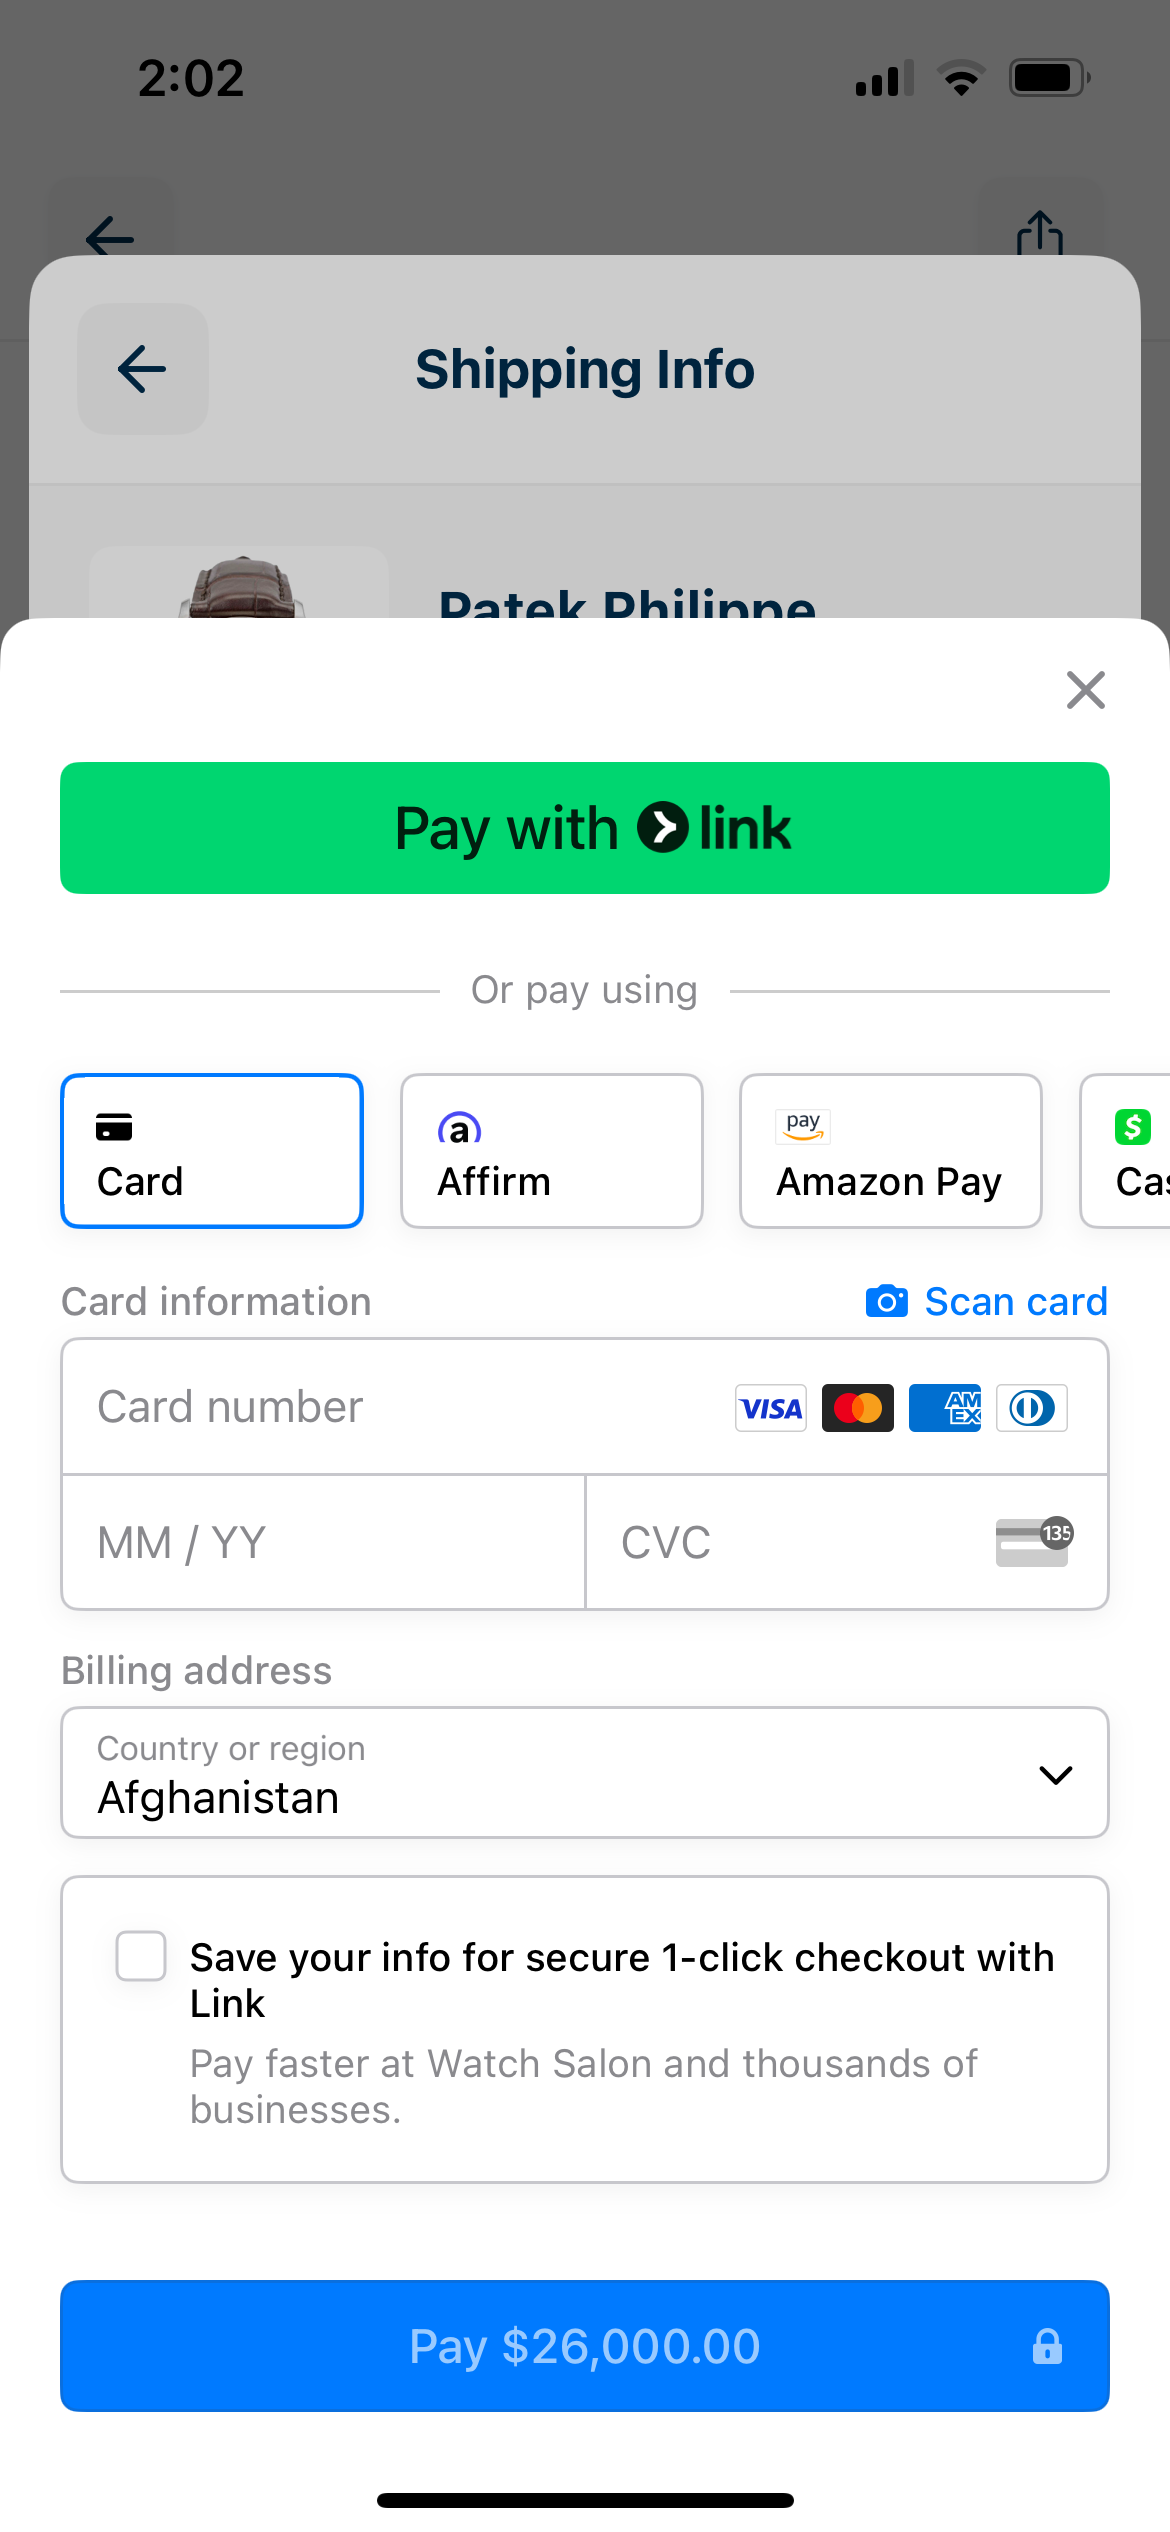 2:02
Shipping Info
Patek Philippe
Pay with link
Or pay using
Card
a
Affirm
pay
Amazon Pay
$
Cas
Card information
Scan card
Card number
VISA
AM
EX
MM / YY
CVC
135
Billing address
Country or region
Afghanistan
Save your info for secure 1-click checkout with
Link
Pay faster at Watch Salon and thousands of
businesses.
Pay $26,000.00